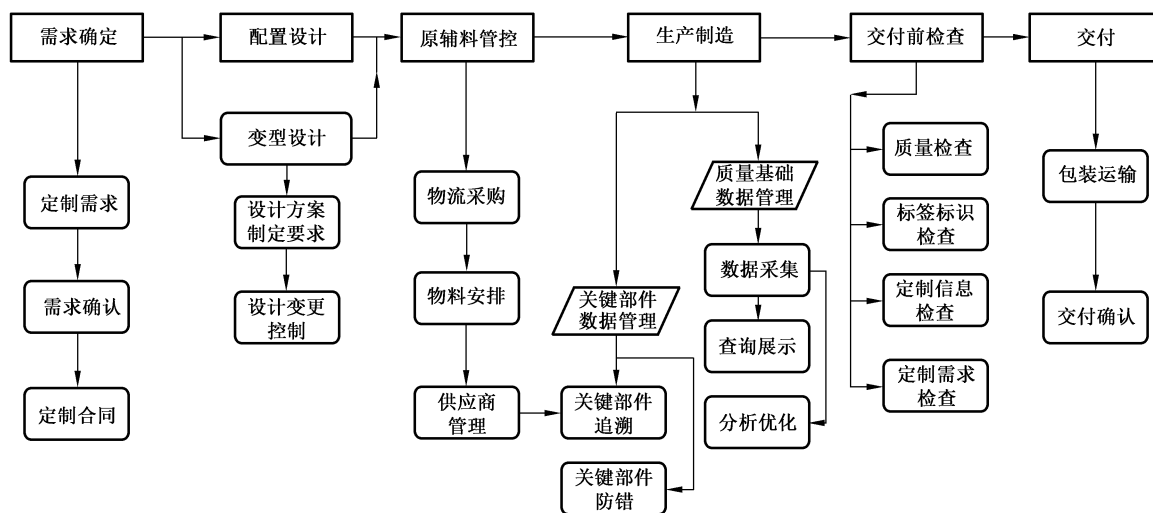 需求确定
配置设计
原辅料管控
生产制造
交付前检查
交付
变型设计
定制需求
需求确认
定制合同
设计方案
制定要求
设计变更
控制
物流采购
物料安排
供应商
管理
关键部件
数据管理
关键部件
追溯
关键部件
防错
质量基础
数据管理
数据采集
查询展示
分析优化
质量检查
标签标识
检查
定制信息
检查
定制需求
检查
包装运输
交付确认